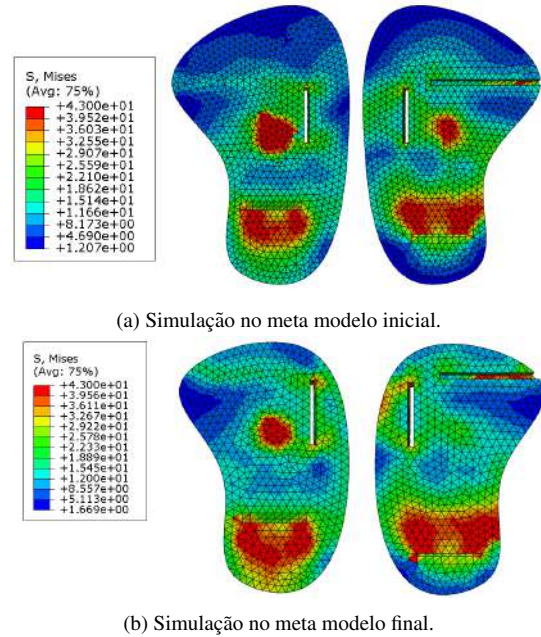 S, Mises
(Avg: 75%)
+4.300e+01
+3.952e+01
+3.603e+01
+3.255e+01
+2.907e+01
+2.559e+01
+2.210e+01
+1.862e+01
+1.514e+01
+1.166e+01
+8.173e+00
+4.690e+00
+1.207e+00
(a) Simulação no meta modelo inicial.
S, Mises
(Avg: 75%)
+4.300e+01
+3.956e+01
+3.611e+01
+3.267e+01
+2.922e+01
+2.578e+01
+2.233e+01
+1.889e+01
+1.545e+01
+1.200e+01
+8.557e+00
+5.113e+00
+1.669e+00
(b) Simulação no meta modelo final.